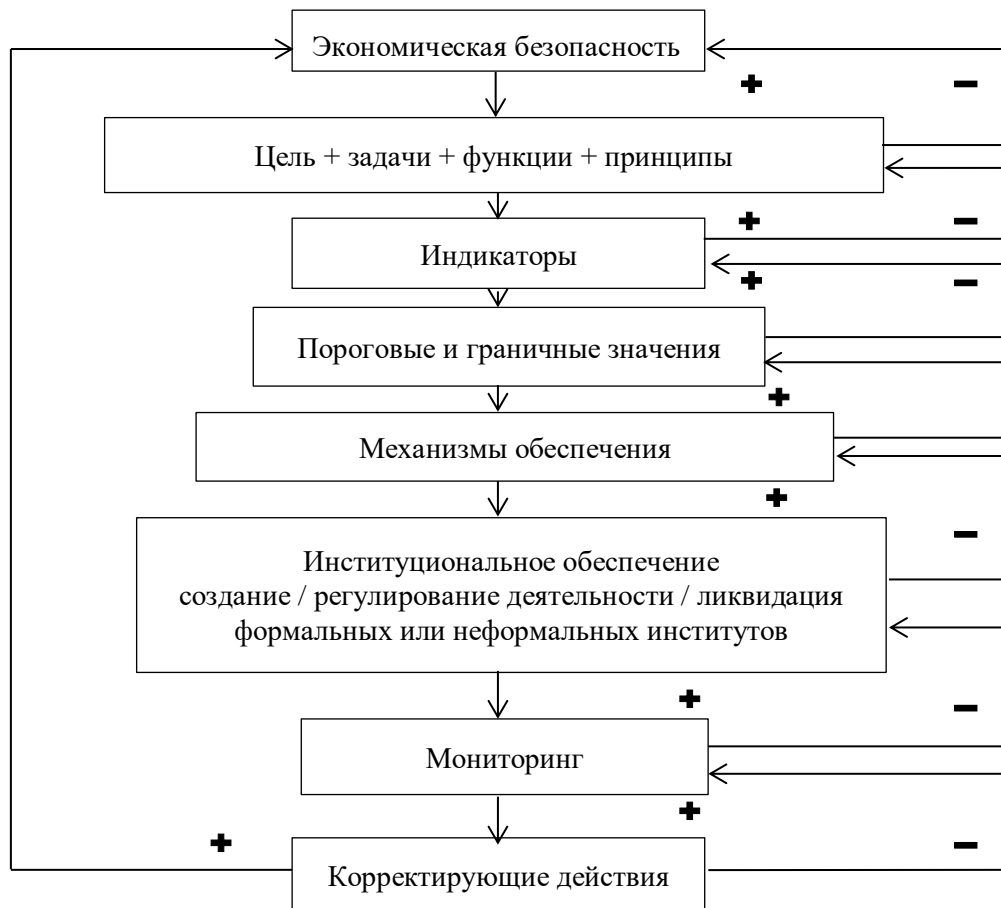 Экономическая безопасность
+ −
Цель + задачи + функции + принципы
+ −
Индикаторы
+ −
Пороговые и граничные значения
+
Механизмы обеспечения
+
−
Институциональное обеспечение
создание / регулирование деятельности / ликвидация
формальных или неформальных институтов
+ −
Мониторинг
+
+ −
Корректирующие действия